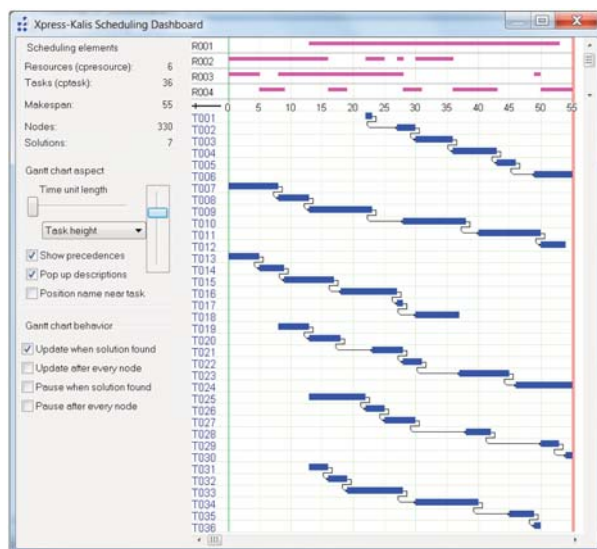 Xpress-Kalis Scheduling Dashboard
Scheduling elements
Resources (cpresource): 6
Tasks (cptask): 36
Makespan: 55
Nodes: 330
Solutions: 7
Gantt chart aspect
Time unit length
Task height
Show precedences
Pop up descriptions
Position name near task
Gantt chart behavior
Update when solution found
Update after every node
Pause when solution found
Pause after every node
R001
R002
R003
R004
0 5 10 15 20 25 30 35 40 45 50 55
T001
T002
T003
T004
T005
T006
T007
T008
T009
T010
T011
T012
T013
T014
T015
T016
T017
T018
T019
T020
T021
T022
T023
T024
T025
T026
T027
T028
T029
T030
T031
T032
T033
T034
T035
T036